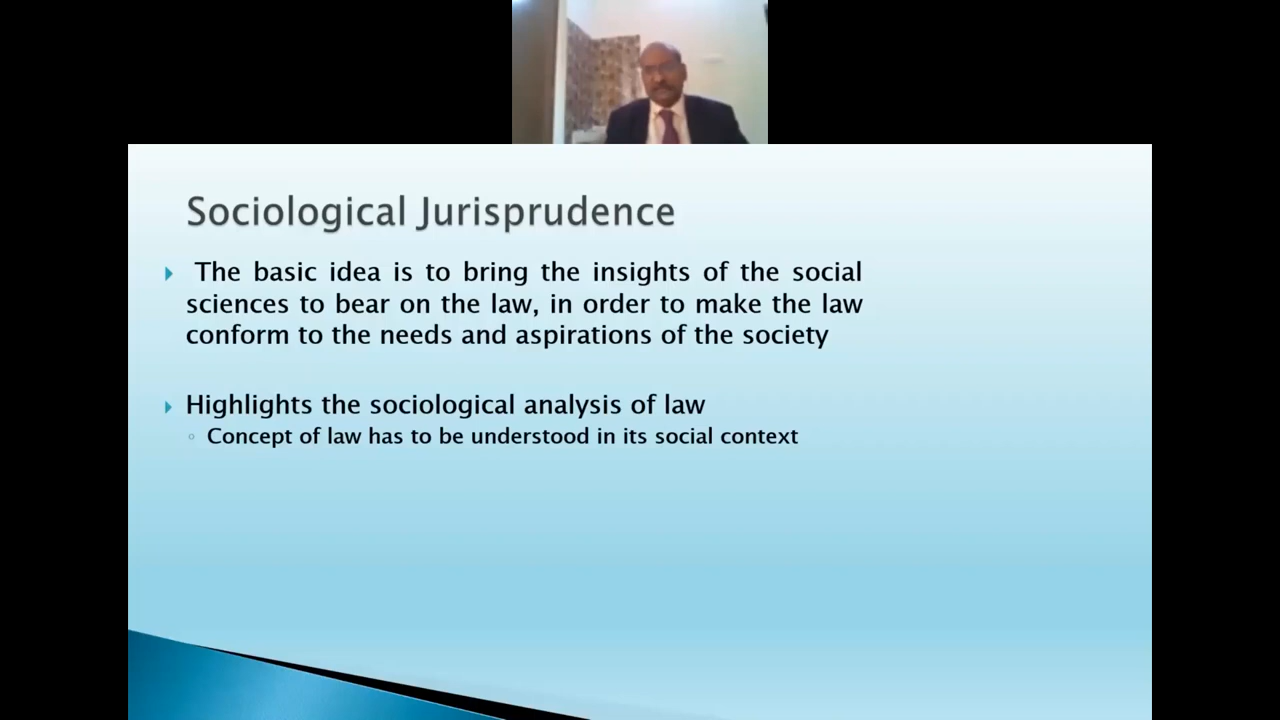 Sociological Jurisprudence
The basic idea is to bring the insights of the social
sciences to bear on the law, in order to make the law
conform to the needs and aspirations of the society
Highlights the sociological analysis of law
Concept of law has to be understood in its social context